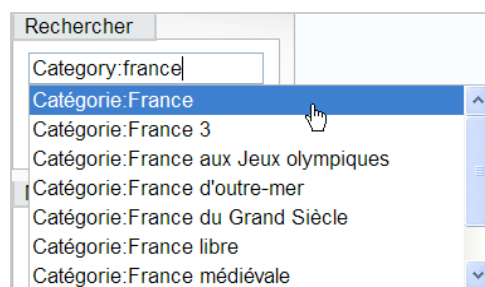 Rechercher
Category:france
Catégorie:France
Catégorie:France 3
Catégorie:France aux Jeux olympiques
Catégorie:France d'outre-mer
Catégorie:France du Grand Siècle
Catégorie:France libre
Catégorie:France médiévale